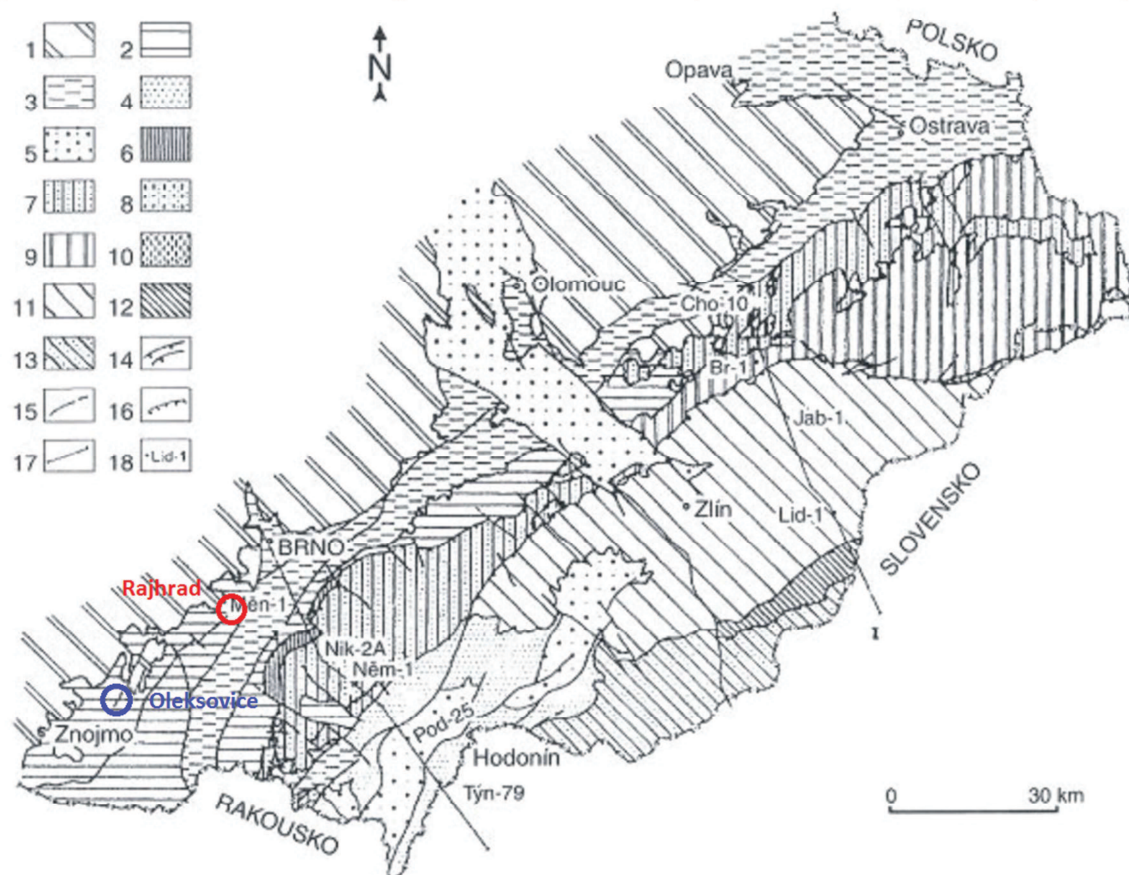 1
2
3
4
5
6
7
8
9
10
11
12
13
14
15
16
17
18
Lid-1
N
POLSKO
Opava
Ostrava
Olomouc
Cho-10
Br-1
Jab-1
Zlín
Lid-1
SLOVENSKO
BRNO
Rajhrad
Měn-1
Nik-2A
Něm-1
Oleksovice
Znojmo
Pod-25
Hodonín
Týn-79
RAKOUSKO
I
0
30 km